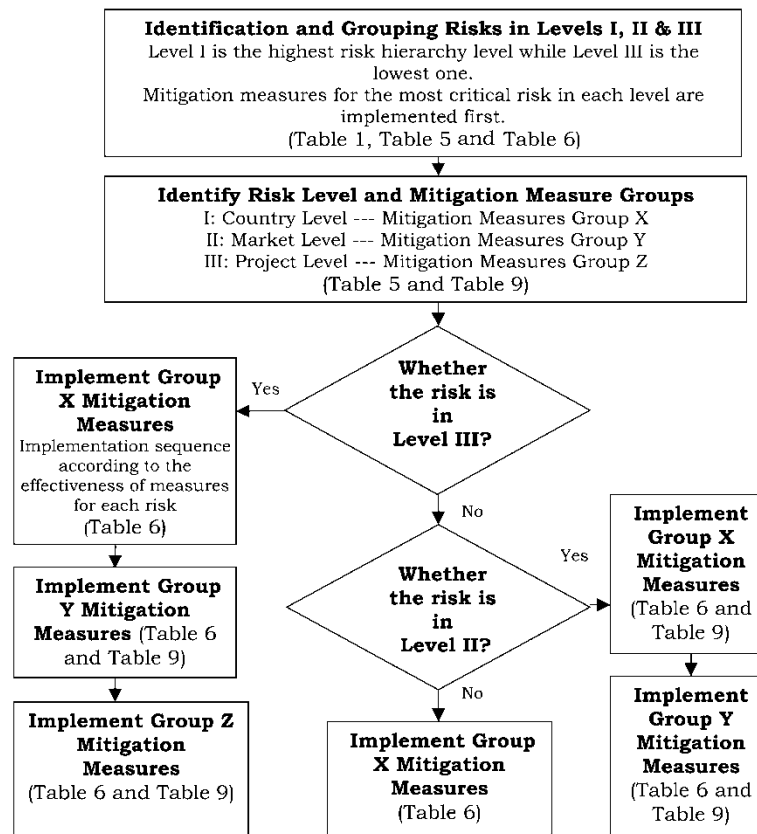 Identification and Grouping Risks in Levels I, II & III
Level I is the highest risk hierarchy level while Level III is the
lowest one.
Mitigation measures for the most critical risk in each level are
implemented first.
(Table 1, Table 5 and Table 6)
Identify Risk Level and Mitigation Measure Groups
I: Country Level --- Mitigation Measures Group X
II: Market Level --- Mitigation Measures Group Y
III: Project Level --- Mitigation Measures Group Z
(Table 5 and Table 9)
Whether
the risk is
in
Level III?
Yes
Implement Group
X Mitigation
Measures
Implementation sequence
according to the
effectiveness of measures
for each risk
(Table 6)
Implement Group
Y Mitigation
Measures (Table 6
and Table 9)
Implement Group Z
Mitigation
Measures
(Table 6 and Table 9)
No
Whether
the risk is
in
Level II?
Yes
Implement
Group X
Mitigation
Measures
(Table 6 and
Table 9)
Implement
Group Y
Mitigation
Measures
(Table 6 and
Table 9)
No
Implement Group
X Mitigation
Measures
(Table 6)